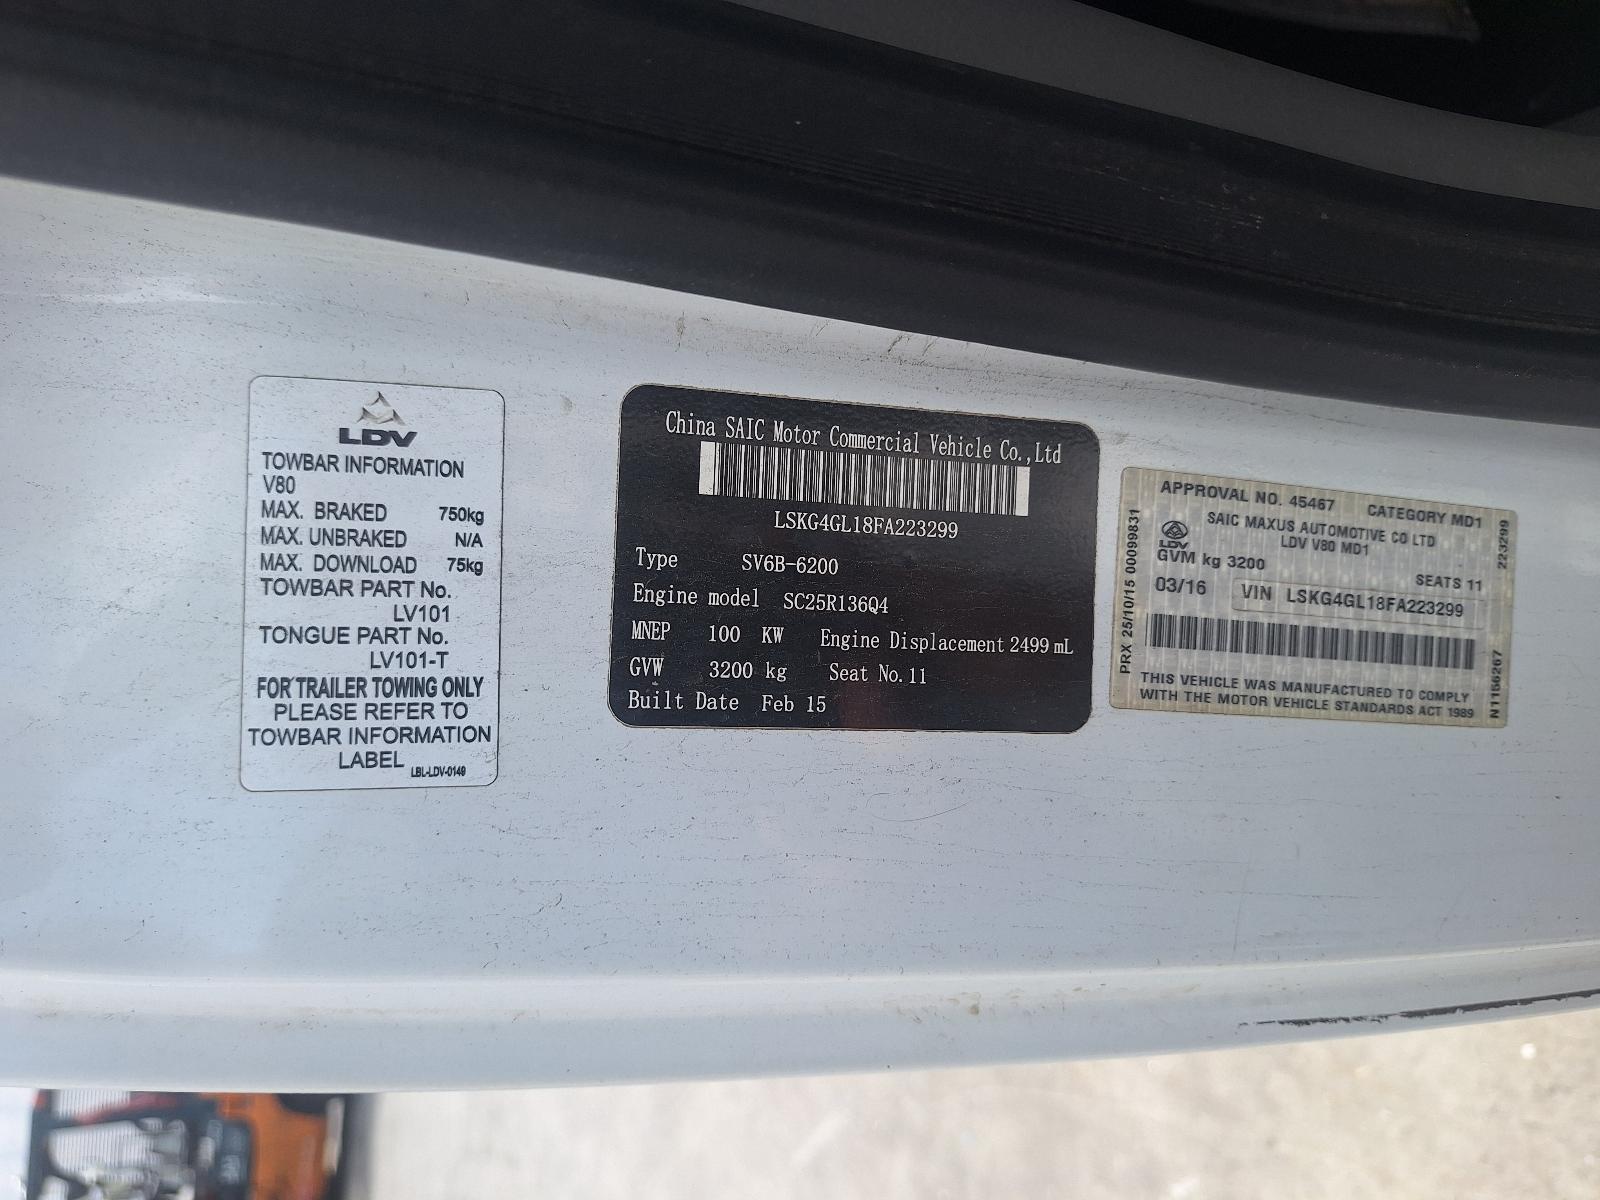 LDV
TOWBAR INFORMATION
V80
MAX. BRAKED 750kg
MAX. UNBRAKED N/A
MAX. DOWNLOAD 75kg
TOWBAR PART No.
LV101
TONGUE PART No.
LV101-T
FOR TRAILER TOWING ONLY
PLEASE REFER TO
TOWBAR INFORMATION
LABEL
LBL-LDV-0149
China SAIC Motor Commercial Vehicle Co.,Ltd
LSKG4GL18FA223299
Type SV6B-6200
Engine model SC25R136Q4
MNEP 100 KW Engine Displacement 2499 mL
GVW 3200 kg Seat No.11
Built Date Feb 15
PRX 25/10/15 00099831
APPROVAL NO. 45467 CATEGORY MD1
SAIC MAXUS AUTOMOTIVE CO LTD
LDV LDV V80 MD1
GVM kg 3200 SEATS 11
03/16 VIN LSKG4GL18FA223299
THIS VEHICLE WAS MANUFACTURED TO COMPLY
WITH THE MOTOR VEHICLE STANDARDS ACT 1989
N1156267 223299